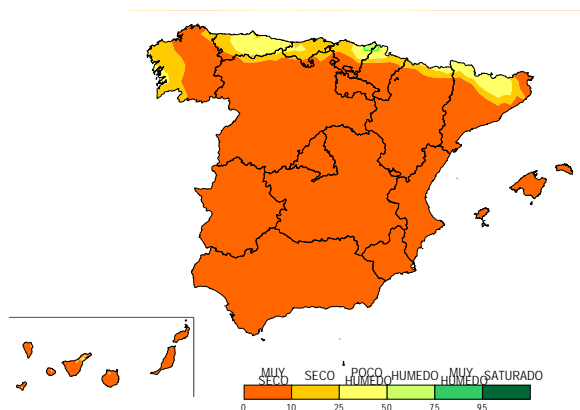 MUY SECO
SECO
POCO HUMEDO
HUMEDO
MUY HUMEDO
SATURADO
0 10 25 50 75 95